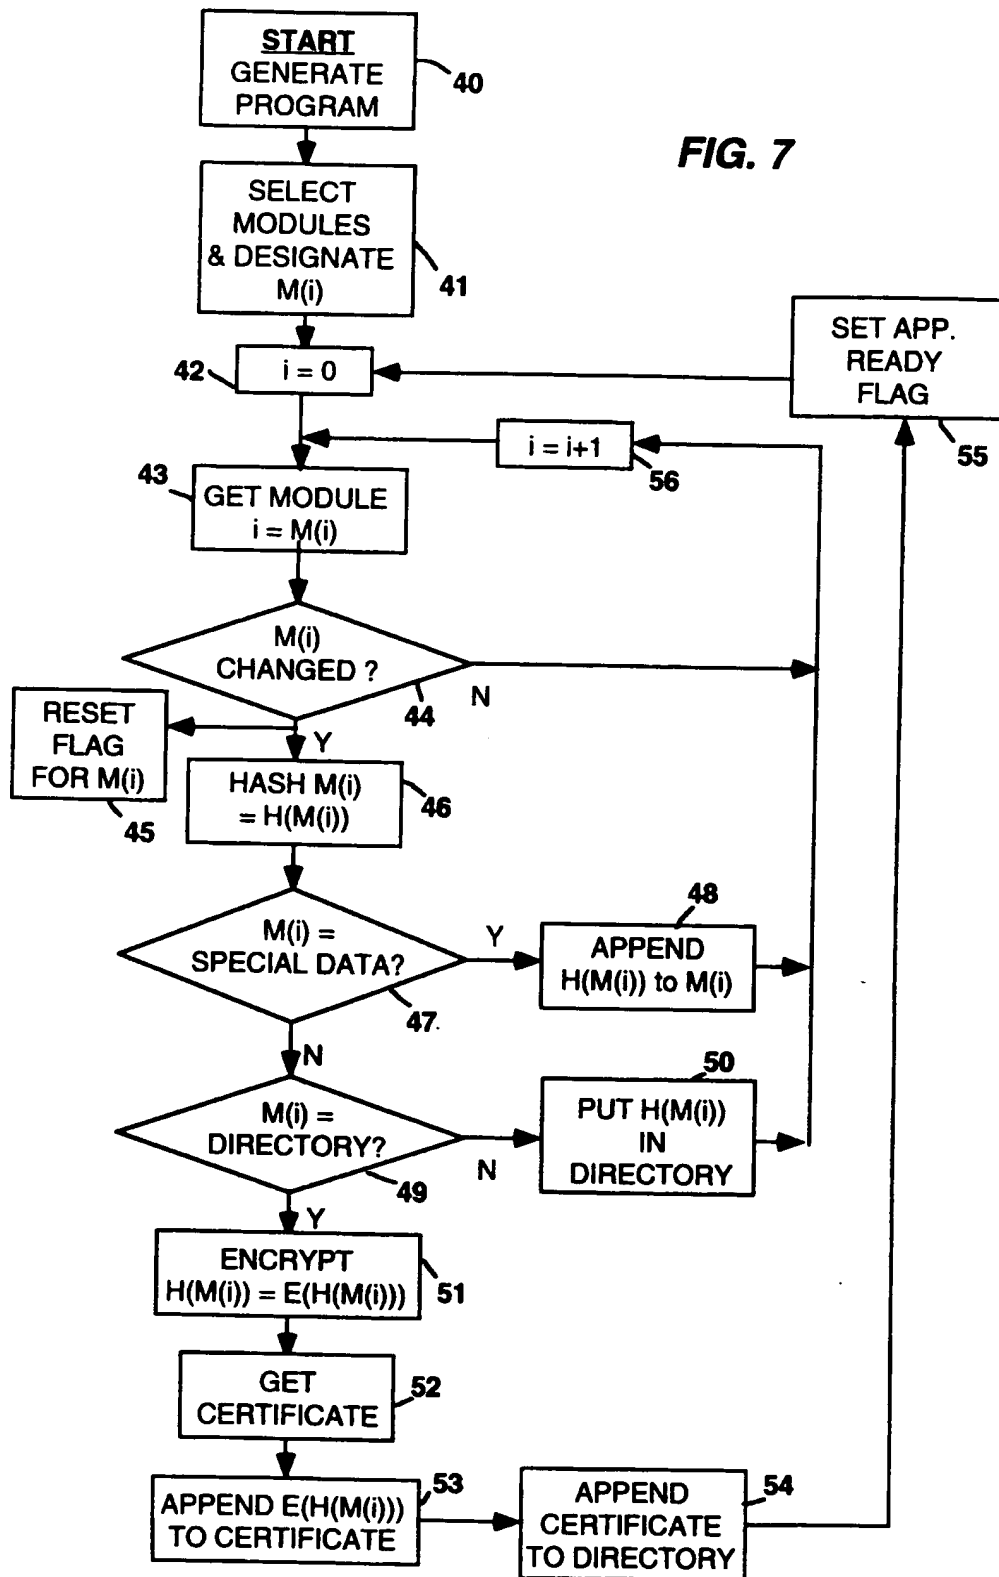 START
GENERATE
PROGRAM
40
FIG. 7
SELECT
MODULES
& DESIGNATE
M(i)
41
SET APP.
READY
FLAG
55
42
i = 0
i = i+1
56
43
GET MODULE
i = M(i)
M(i)
CHANGED ?
44
N
RESET
FLAG
FOR M(i)
45
Y
HASH M(i)
= H(M(i))
46
M(i) =
SPECIAL DATA?
47
Y
48
APPEND
H(M(i)) to M(i)
N
M(i) =
DIRECTORY?
49
N
50
PUT H(M(i))
IN
DIRECTORY
Y
ENCRYPT
H(M(i)) = E(H(M(i)))
51
GET
CERTIFICATE
52
APPEND E(H(M(i)))
TO CERTIFICATE
53
APPEND
CERTIFICATE
TO DIRECTORY
54